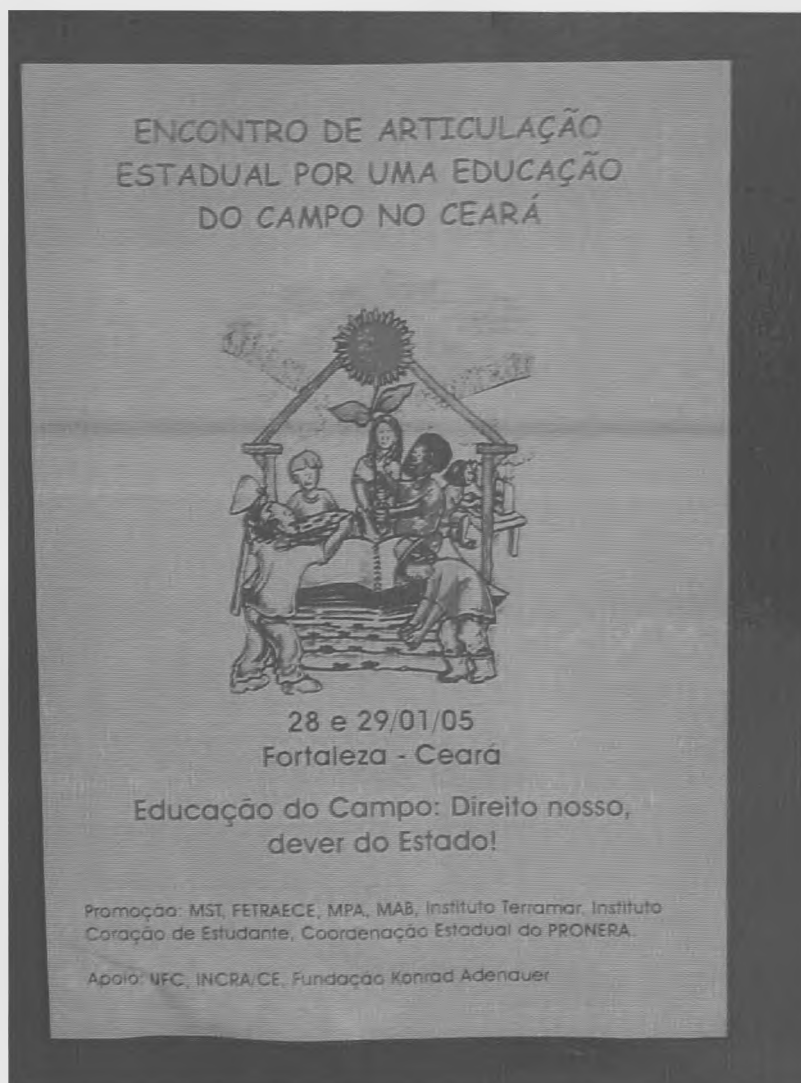 ENCONTRO DE ARTICULAÇÃO
ESTADUAL POR UMA EDUCAÇÃO
DO CAMPO NO CEARÁ
28 e 29/01/05
Fortaleza - Ceará
Educação do Campo: Direito nosso,
dever do Estado!
Promoção: MST, FETRAECE, MPA, MAB, Instituto Terramar, Instituto
Coração de Estudante, Coordenação Estadual do PRONERA.
Apoio: UFC, INCRA/CE, Fundação Konrad Adenauer